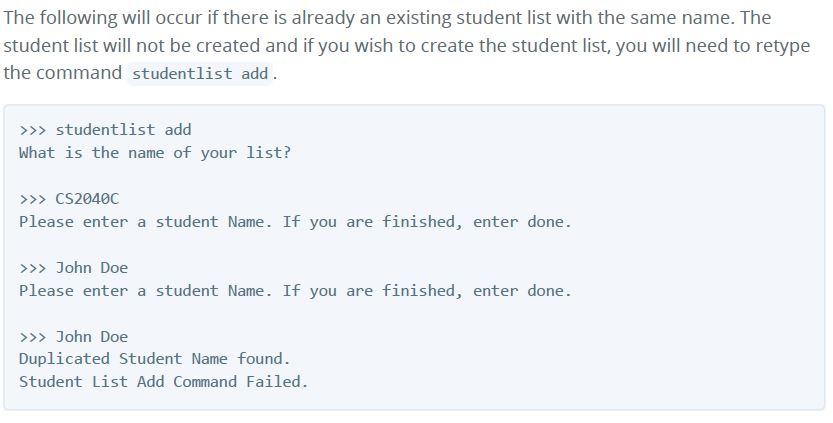 The following will occur if there is already an existing student list with the same name. The
student list will not be created and if you wish to create the student list, you will need to retype
the command studentlist add.
>>> studentlist add
What is the name of your list?
>>> CS2040C
Please enter a student Name. If you are finished, enter done.
>>> John Doe
Please enter a student Name. If you are finished, enter done.
>>> John Doe
Duplicated Student Name found.
Student List Add Command Failed.